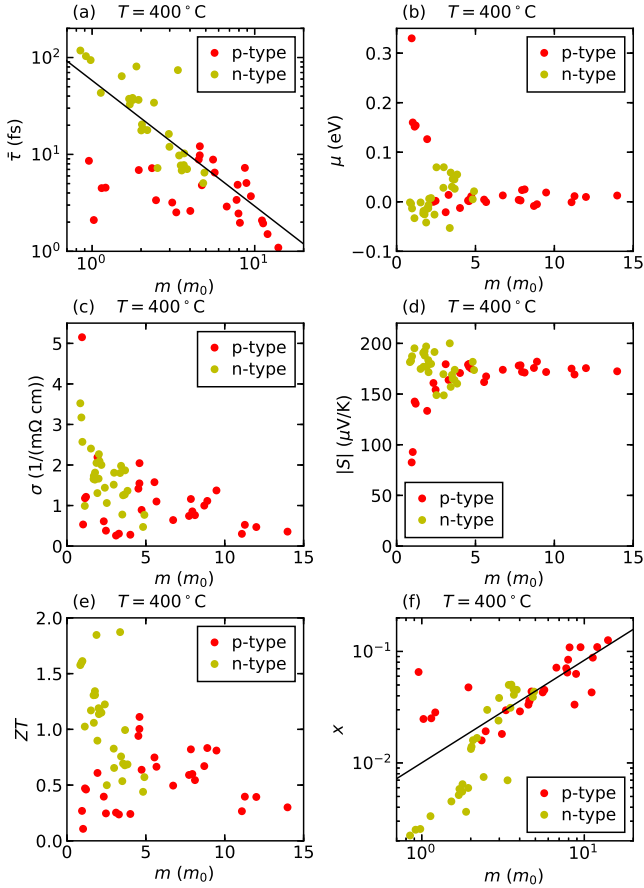 (a) T = 400°C
p-type
n-type
10²
10¹
10⁰
τ̄ (fs)
10⁰ 10¹
m (m₀)
(b) T = 400°C
p-type
n-type
0.3
0.2
0.1
0.0
−0.1
μ (eV)
0 5 10 15
m (m₀)
(c) T = 400°C
p-type
n-type
5
4
3
2
1
0
σ (1/(mΩ cm))
0 5 10 15
m (m₀)
(d) T = 400°C
200
150
100
50
0
|S| (μV/K)
p-type
n-type
0 5 10 15
m (m₀)
(e) T = 400°C
p-type
n-type
2.0
1.5
1.0
0.5
0.0
ZT
0 5 10 15
m (m₀)
(f) T = 400°C
10⁻¹
10⁻²
x
p-type
n-type
10⁰ 10¹
m (m₀)